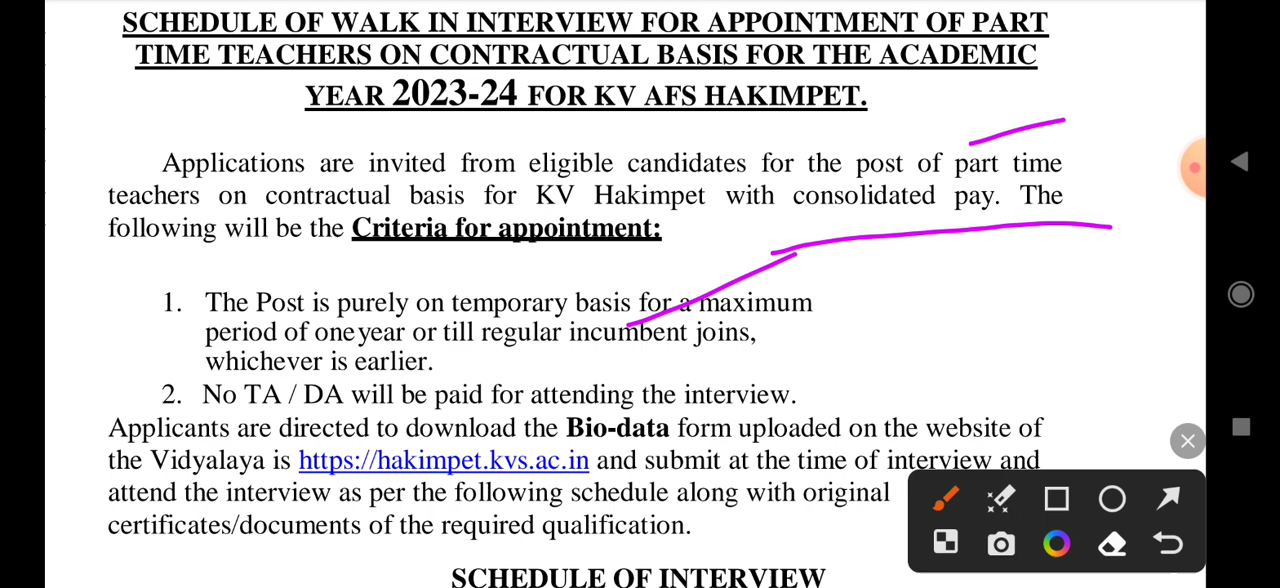 SCHEDULE OF WALK IN INTERVIEW FOR APPOINTMENT OF PART
TIME TEACHERS ON CONTRACTUAL BASIS FOR THE ACADEMIC
YEAR 2023-24 FOR KV AFS HAKIMPET.
Applications are invited from eligible candidates for the post of part time
teachers on contractual basis for KV Hakimpet with consolidated pay. The
following will be the Criteria for appointment:
1. The Post is purely on temporary basis for a maximum
period of one year or till regular incumbent joins,
whichever is earlier.
2. No TA / DA will be paid for attending the interview.
Applicants are directed to download the Bio-data form uploaded on the website of
the Vidyalaya is https://hakimpet.kvs.ac.in and submit at the time of interview and
attend the interview as per the following schedule along with original
certificates/documents of the required qualification.
SCHEDULE OF INTERVIEW